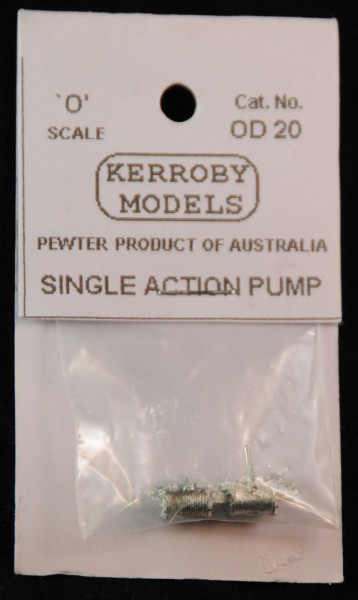 'O'
SCALE
Cat. No.
OD 20
KERROBY
MODELS
PEWTER PRODUCT OF AUSTRALIA
SINGLE ACTION PUMP